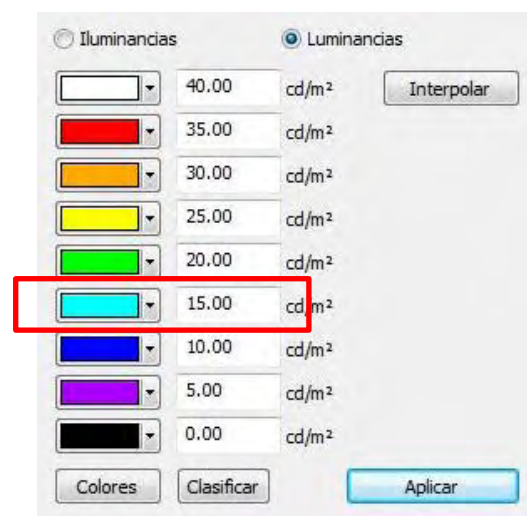 Iluminancias Luminancias
40.00 cd/m² Interpolar
35.00 cd/m²
30.00 cd/m²
25.00 cd/m²
20.00 cd/m²
15.00 cd/m²
10.00 cd/m²
5.00 cd/m²
0.00 cd/m²
Colores Clasificar Aplicar